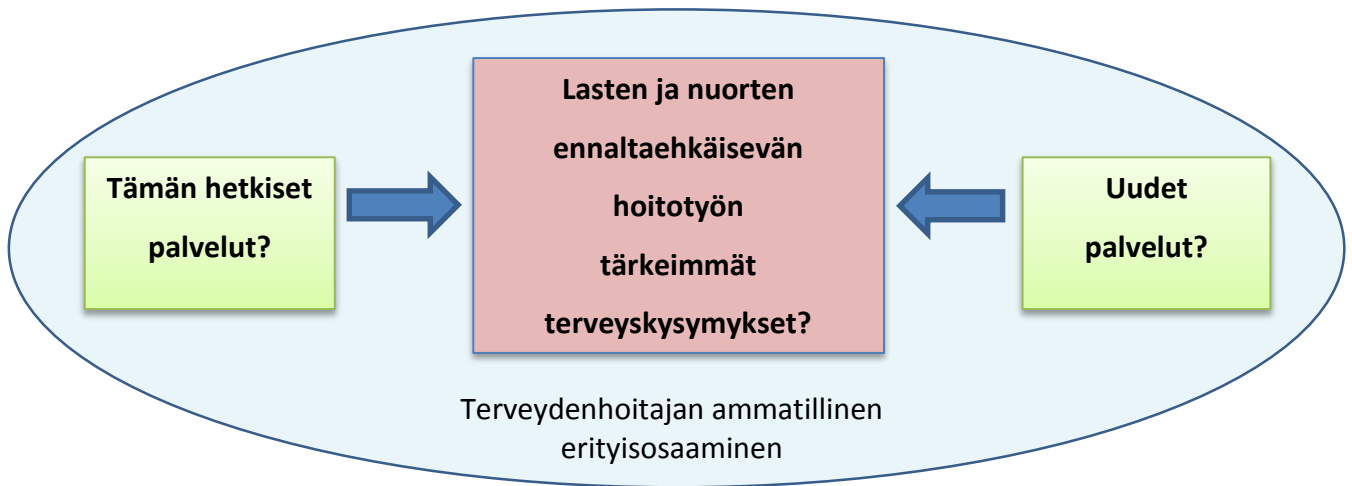 Tämän hetkiset
palvelut?
Lasten ja nuorten
ennaltaehkäisevän
hoitotyön
tärkeimmät
terveyskysymykset?
Uudet
palvelut?
Terveydenhoitajan ammatillinen
erityisosaaminen